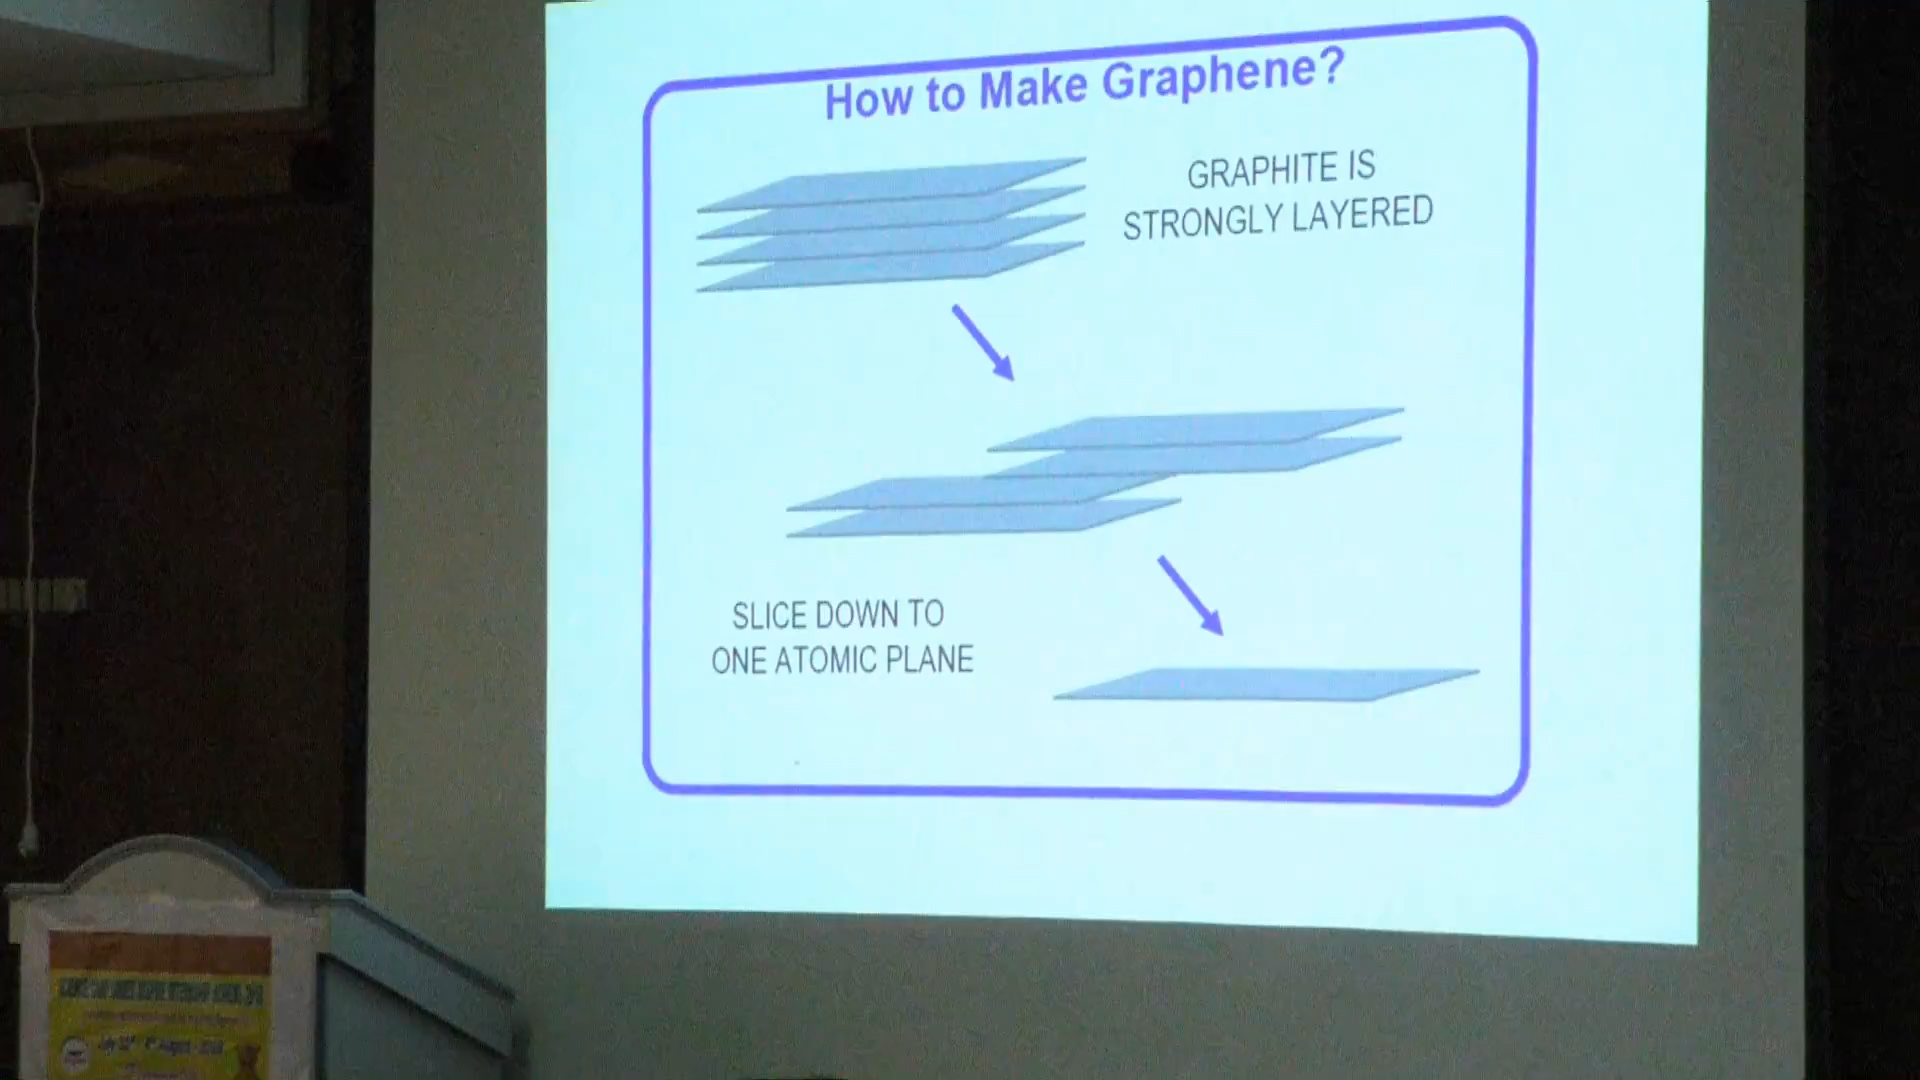 How to Make Graphene?
GRAPHITE IS
STRONGLY LAYERED
SLICE DOWN TO
ONE ATOMIC PLANE